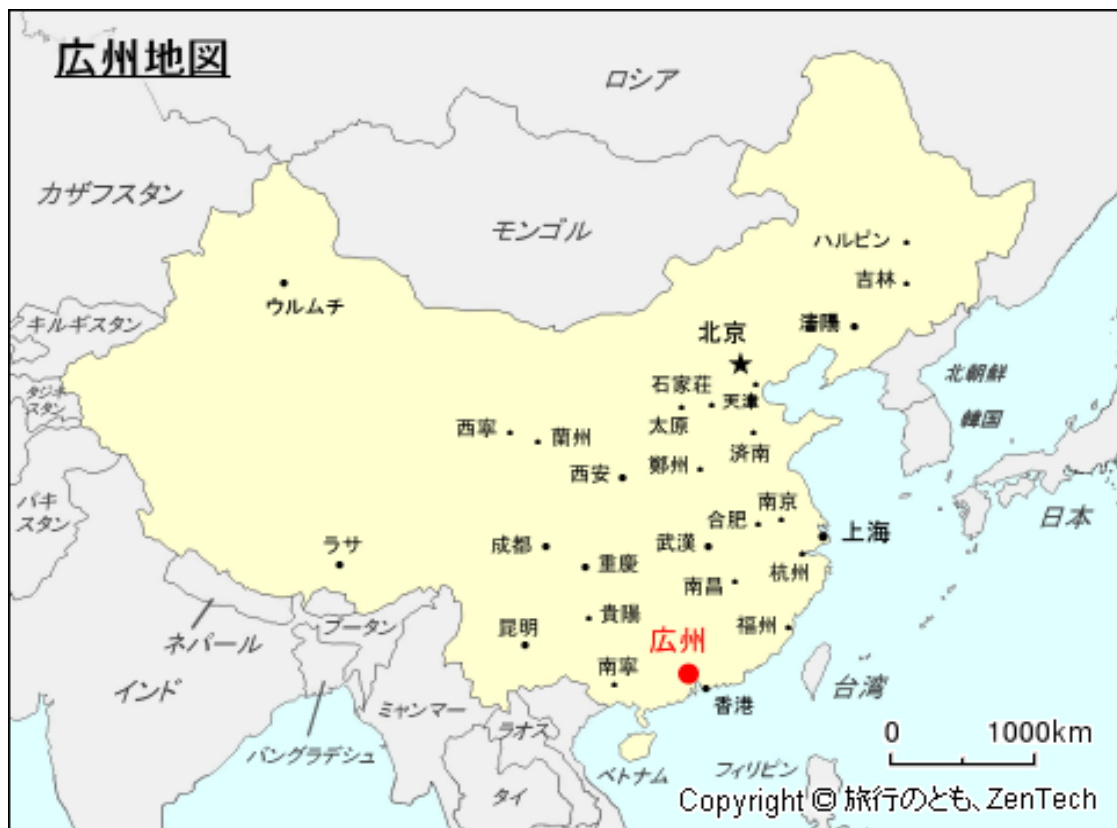 広州地図
ロシア
カザフスタン
モンゴル
ハルピン
吉林
ウルムチ
瀋陽
キルギスタン
北京
タジキ
スタン
北朝鮮
石家荘
天津
韓国
西寧
蘭州
太原
済南
西安
鄭州
パキ
スタン
南京
合肥
日本
上海
ラサ
成都
武漢
重慶
杭州
南昌
貴陽
福州
ネパール
ブータン
昆明
広州
南寧
インド
台湾
香港
ミャンマー
ラオス
バングラデシュ
ベトナム
フィリピン
タイ
0 1000km
Copyright © 旅行のとも、ZenTech